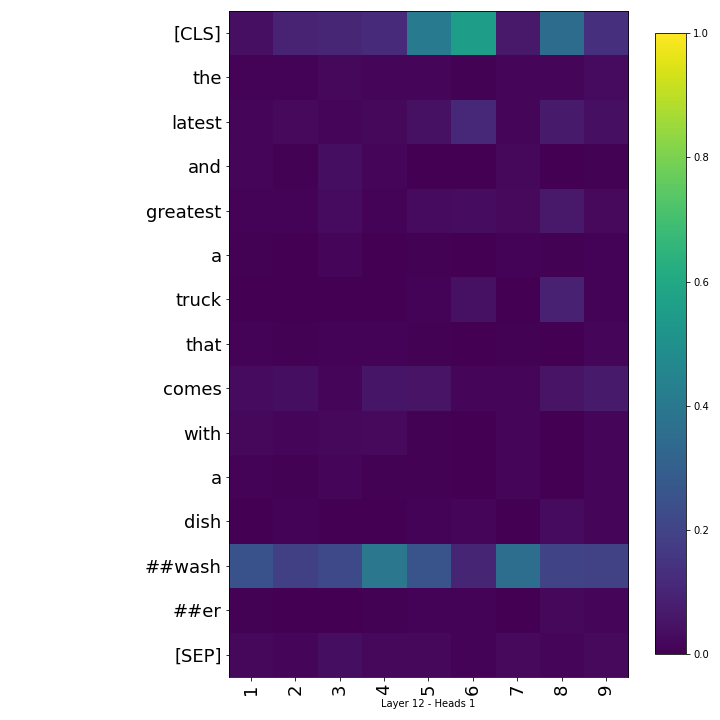 [CLS]
the
latest
and
greatest
a
truck
that
comes
with
a
dish
##wash
##er
[SEP]
1 2 3 4 5 6 7 8 9
Layer 12 - Heads 1
1.0
0.8
0.6
0.4
0.2
0.0